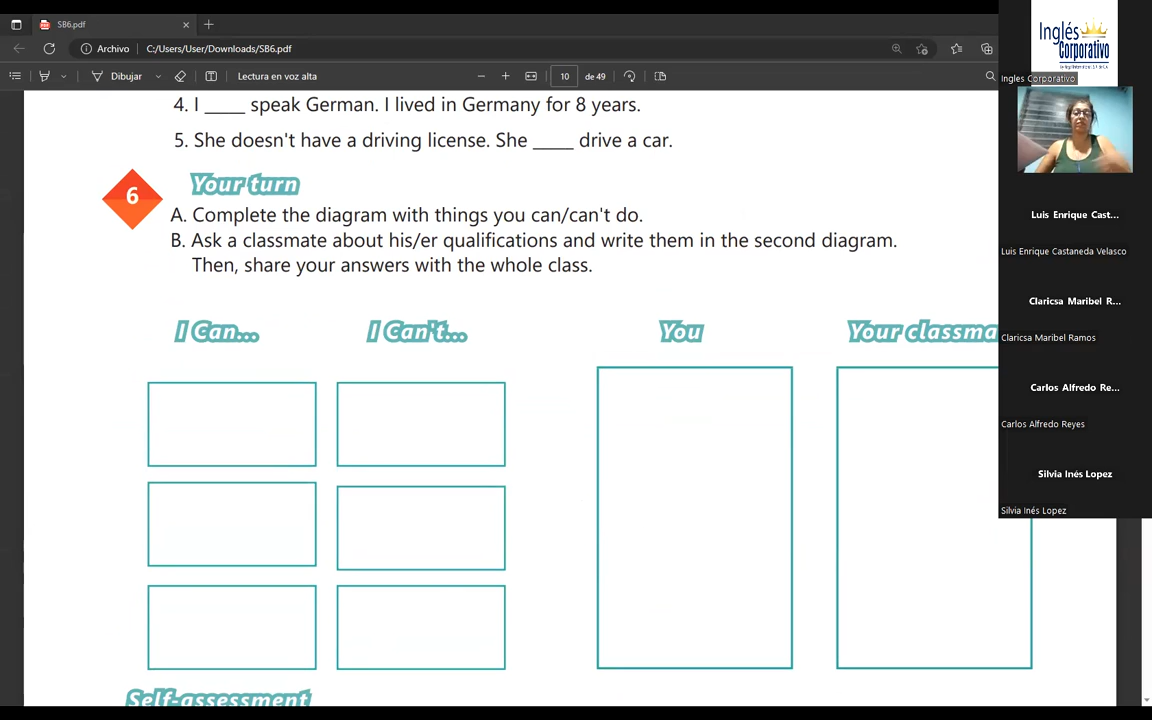 SB6.pdf
Archivo
C:/Users/User/Downloads/SB6.pdf
Dibujar
Lectura en voz alta
10
de 49
4. I ____ speak German. I lived in Germany for 8 years.
5. She doesn't have a driving license. She ____ drive a car.
6
Your turn
A. Complete the diagram with things you can/can't do.
B. Ask a classmate about his/er qualifications and write them in the second diagram.
Then, share your answers with the whole class.
I Can...
I Can't...
You
Your classma
Self-assessment
Inglés
Corporativo
Ingles Corporativo
Luis Enrique Cast...
Luis Enrique Castaneda Velasco
Claricsa Maribel R...
Claricsa Maribel Ramos
Carlos Alfredo Re...
Carlos Alfredo Reyes
Silvia Inés Lopez
Silvia Inés Lopez